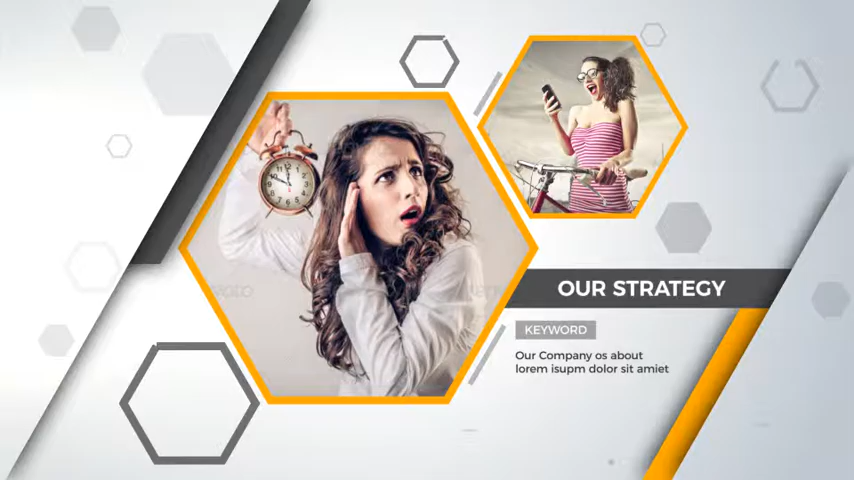 OUR STRATEGY
KEYWORD
Our Company os about
lorem isupm dolor sit amiet